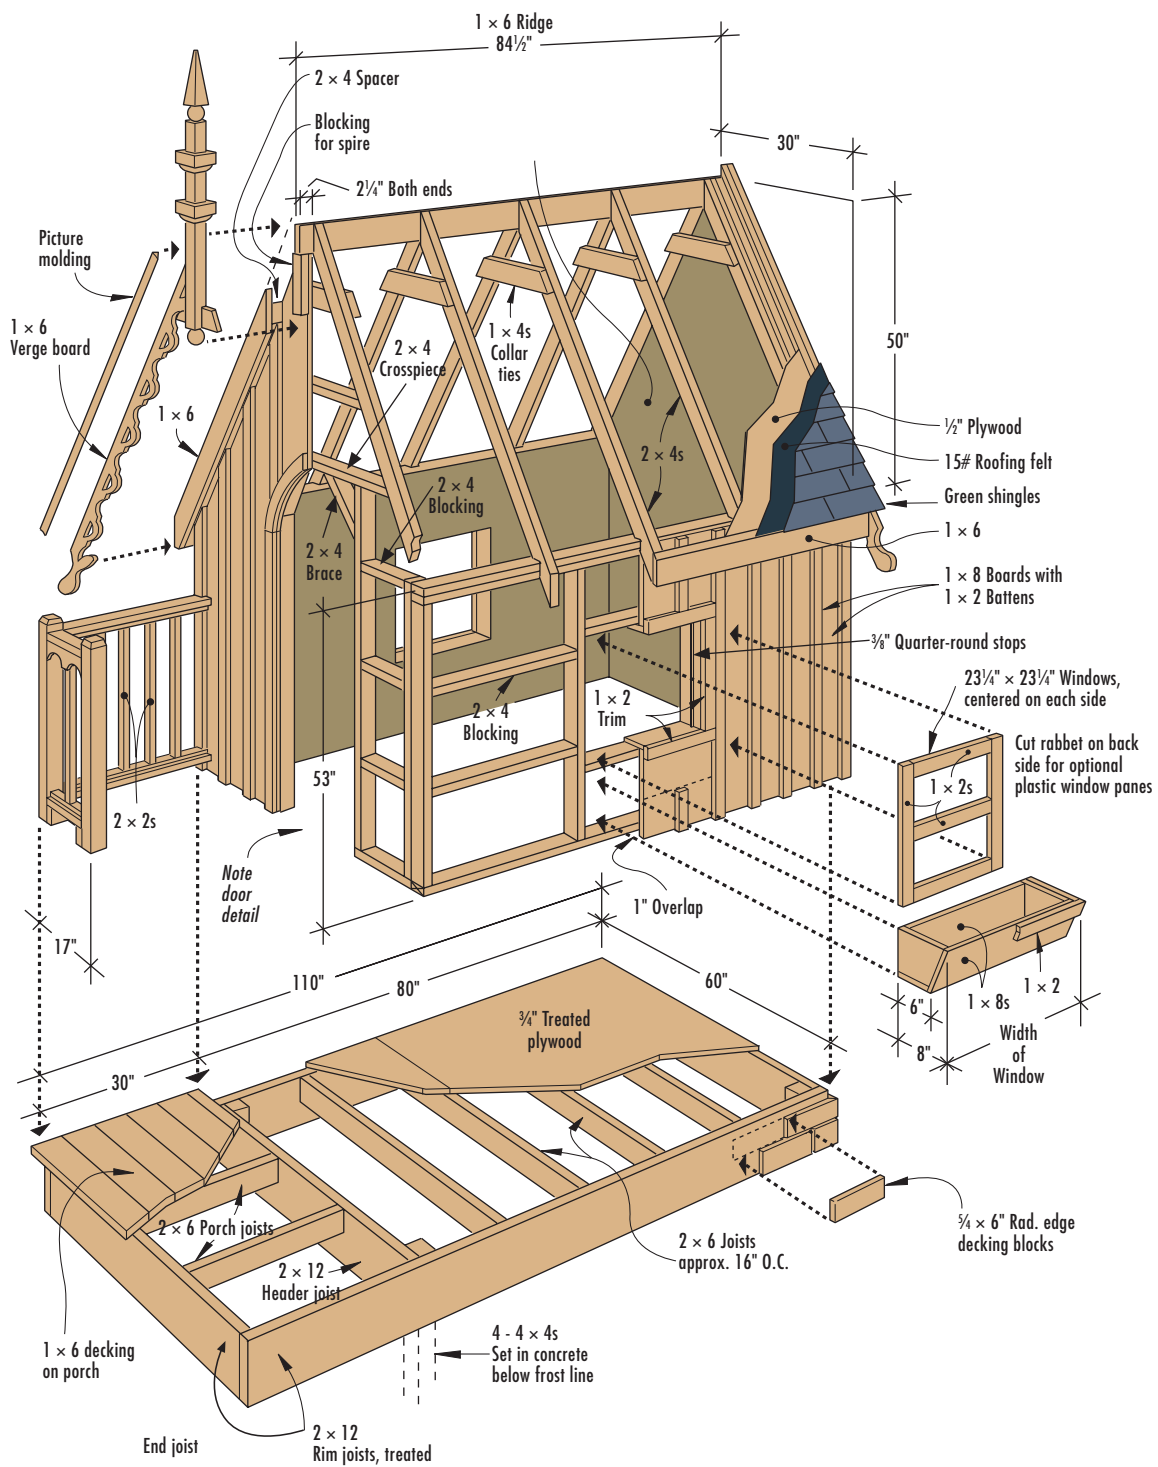 1 × 6 Ridge
84½"
2 × 4 Spacer
Blocking
for spire
30"
2¼" Both ends
Picture
molding
1 × 6
Verge board
1 × 4s
Collar
ties
2 × 4
Crosspiece
50"
1 × 6
½" Plywood
2 × 4s
15# Roofing felt
2 × 4
Blocking
Green shingles
1 × 6
2 × 4
Brace
1 × 8 Boards with
1 × 2 Battens
⅜" Quarter-round stops
23¼" × 23¼" Windows,
centered on each side
1 × 2
Trim
2 × 4
Blocking
Cut rabbet on back
side for optional
plastic window panes
53"
1 × 2s
2 × 2s
Note
door
detail
1" Overlap
17"
110"
80"
60"
1 × 8s
1 × 2
6"
8"
Width
of
Window
¾" Treated
plywood
30"
2 × 6 Porch joists
2 × 6 Joists
approx. 16" O.C.
5⁄4 × 6" Rad. edge
decking blocks
2 × 12
Header joist
1 × 6 decking
on porch
4 - 4 × 4s
Set in concrete
below frost line
End joist
2 × 12
Rim joists, treated